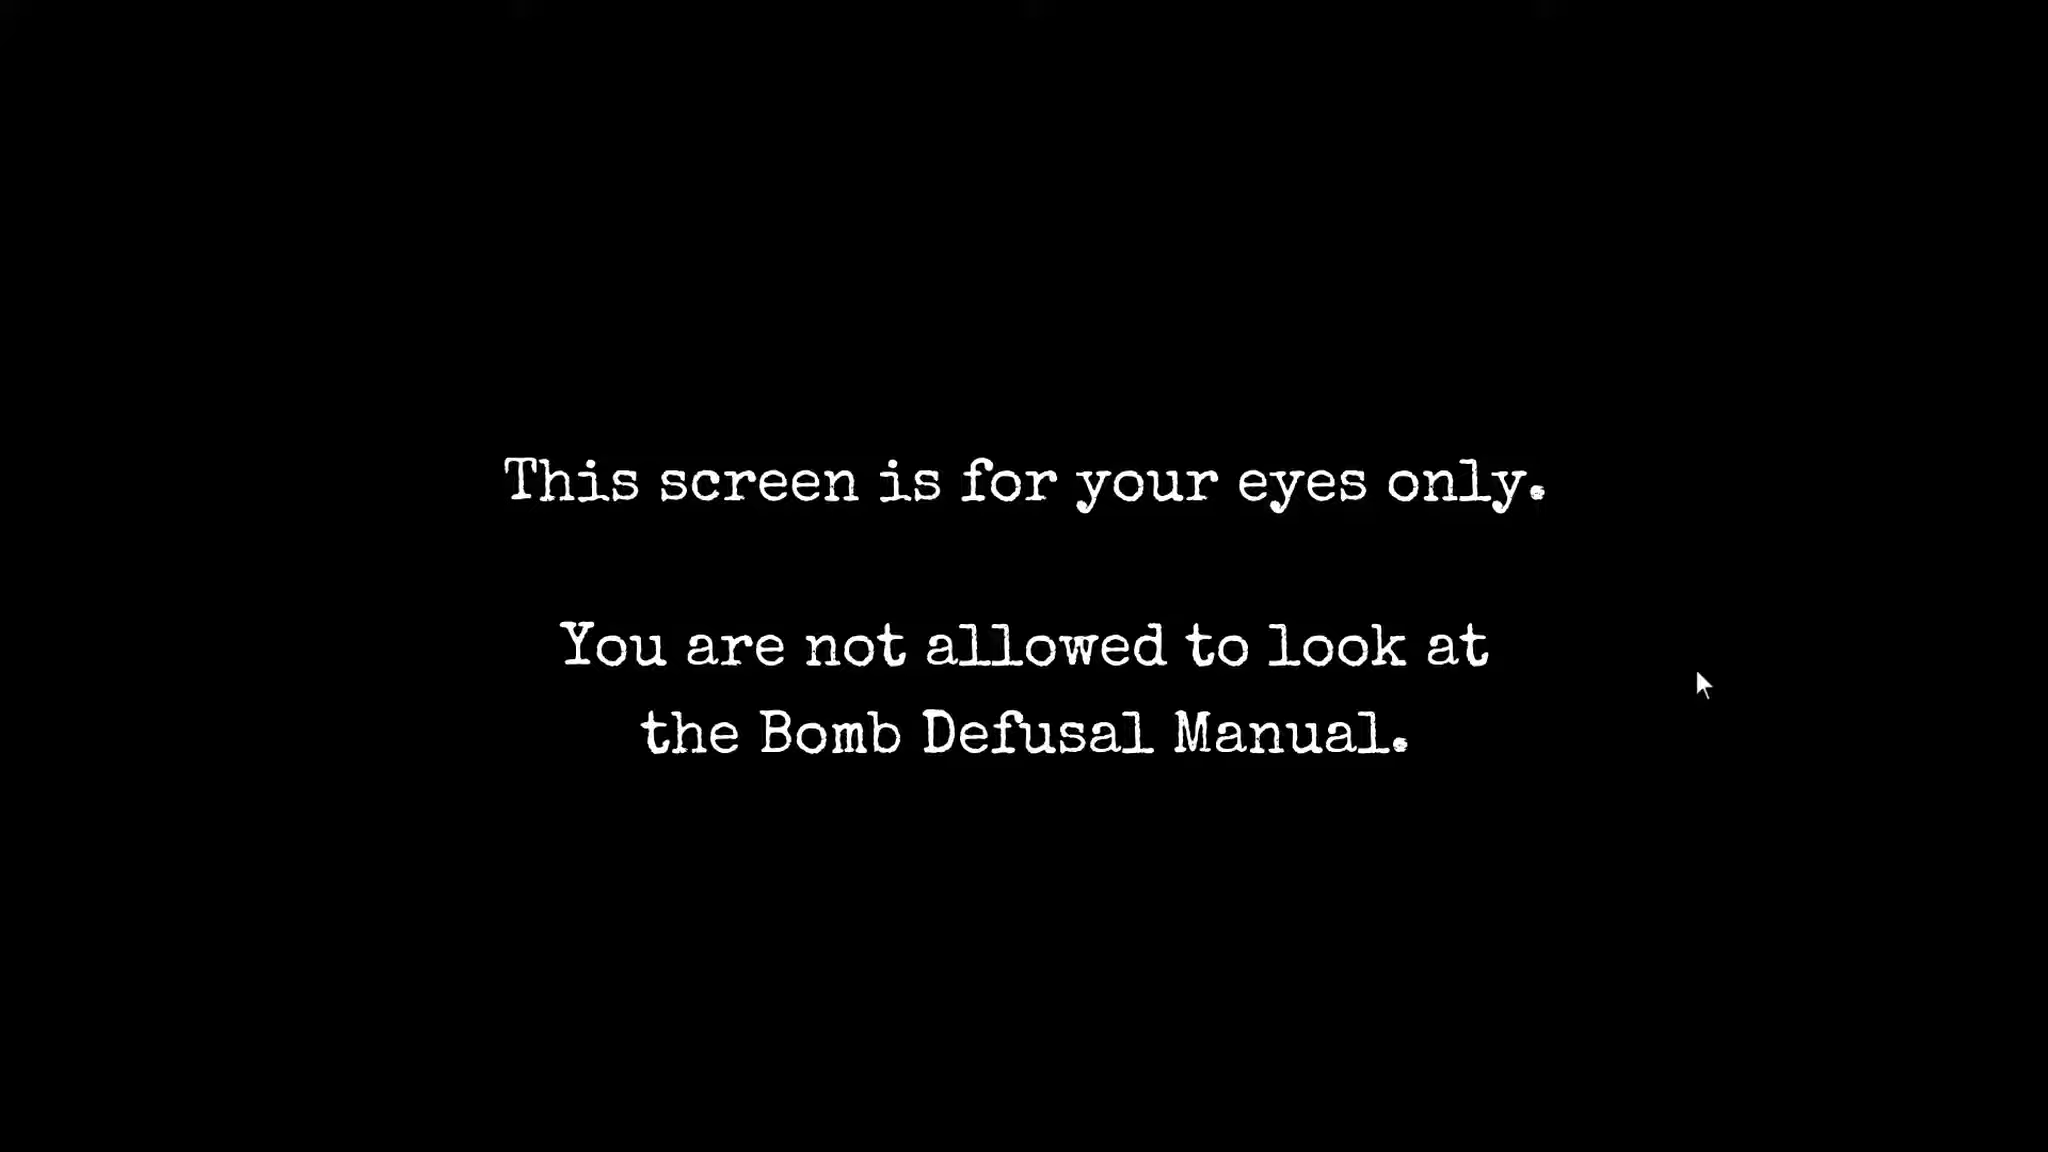 This screen is for your eyes only.
You are not allowed to look at
the Bomb Defusal Manual.